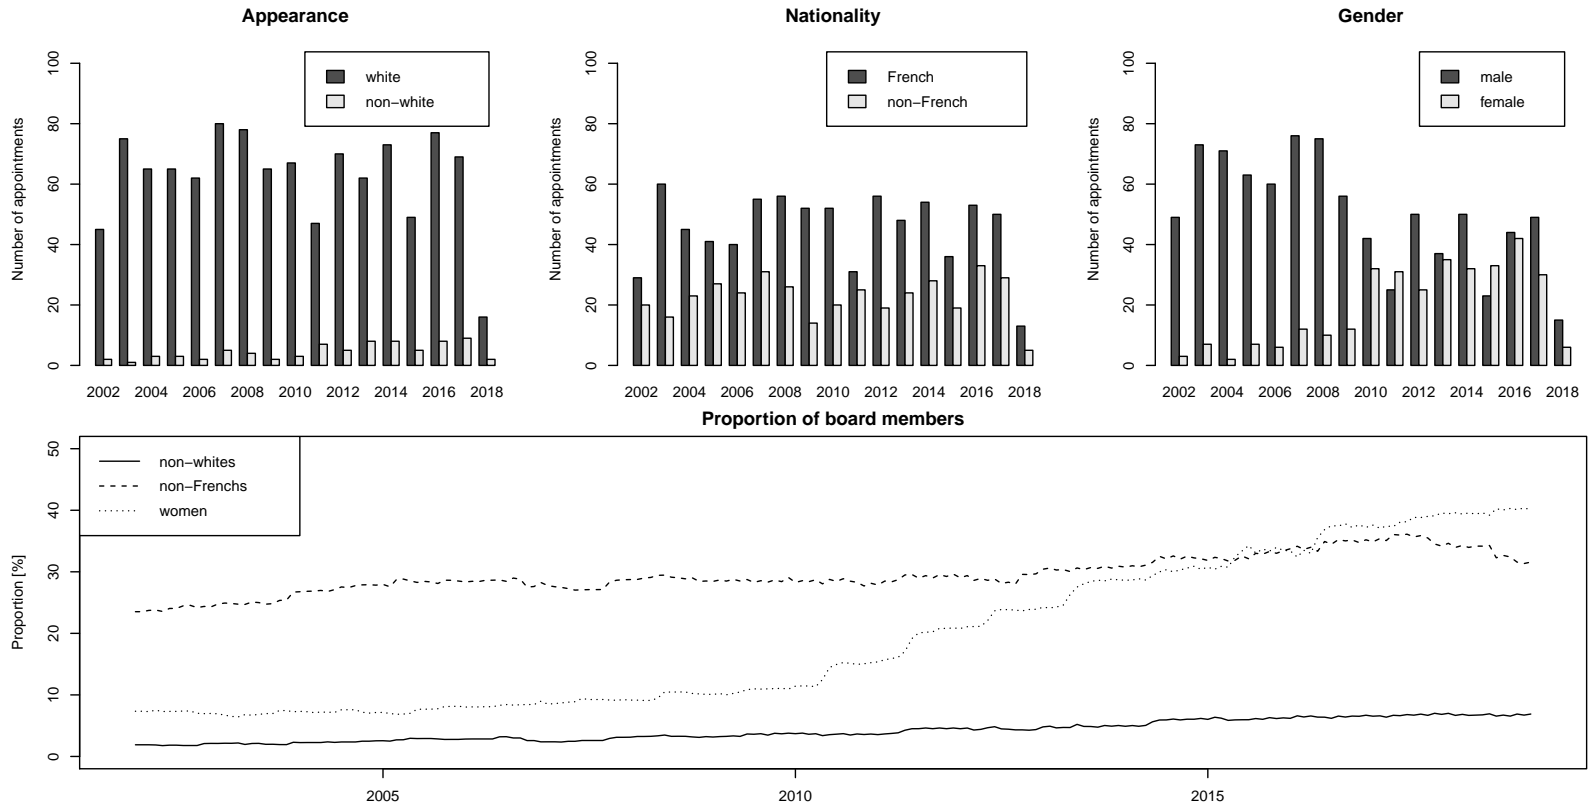 Appearance
Number of appointments
0 20 40 60 80 100
white
non−white
2002 2004 2006 2008 2010 2012 2014 2016 2018
Nationality
Number of appointments
0 20 40 60 80 100
French
non−French
2002 2004 2006 2008 2010 2012 2014 2016 2018
Gender
Number of appointments
0 20 40 60 80 100
male
female
2002 2004 2006 2008 2010 2012 2014 2016 2018
Proportion of board members
Proportion [%]
0 10 20 30 40 50
non−whites
non−Frenchs
women
2005 2010 2015